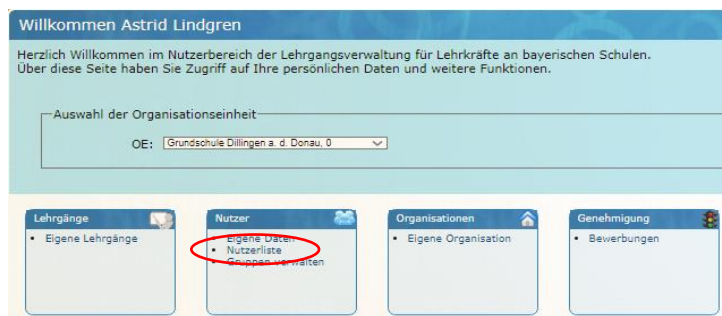 Willkommen Astrid Lindgren
Herzlich Willkommen im Nutzerbereich der Lehrgangsverwaltung für Lehrkräfte an bayerischen Schulen.
Über diese Seite haben Sie Zugriff auf Ihre persönlichen Daten und weitere Funktionen.
Auswahl der Organisationseinheit
OE: Grundschule Dillingen a. d. Donau, 0
Lehrgänge
• Eigene Lehrgänge
Nutzer
• Eigene Daten
• Nutzerliste
• Gruppen verwalten
Organisationen
• Eigene Organisation
Genehmigung
• Bewerbungen